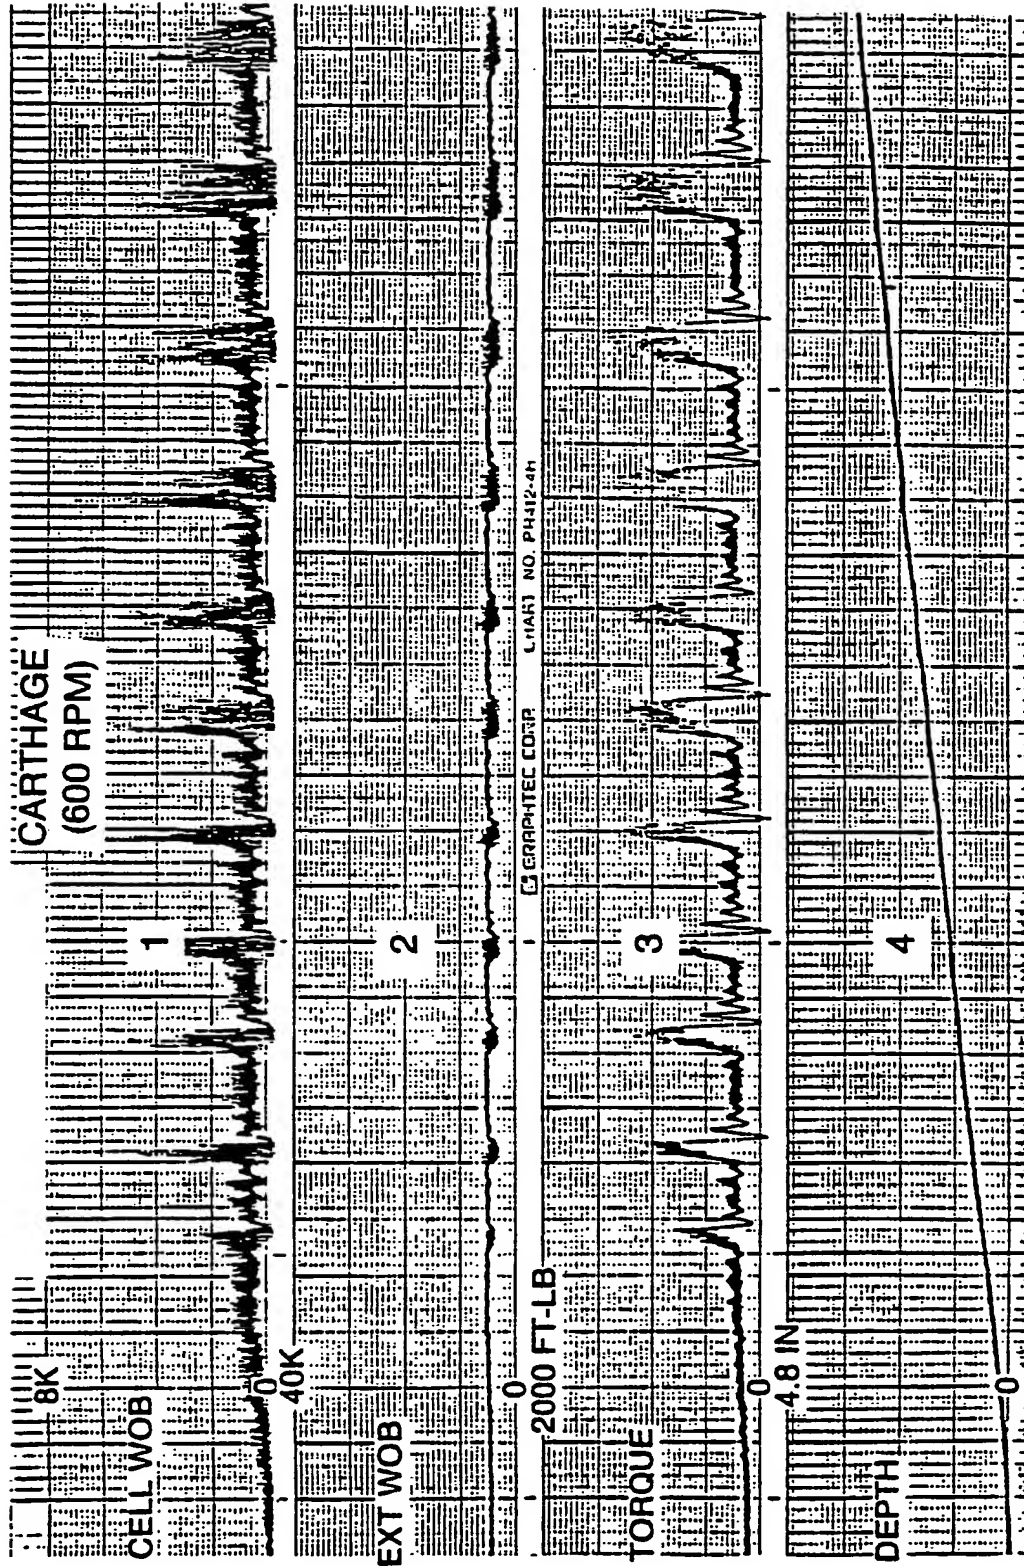 CARTHAGE
(600 RPM)
8K
CELL WOB
0
1
40K
EXT WOB
0
2
GRAPHTEC CORP
CHART NO. PH412-4H
2000 FT-LB
TORQUE
0
3
4.8 IN
DEPTH
0
4